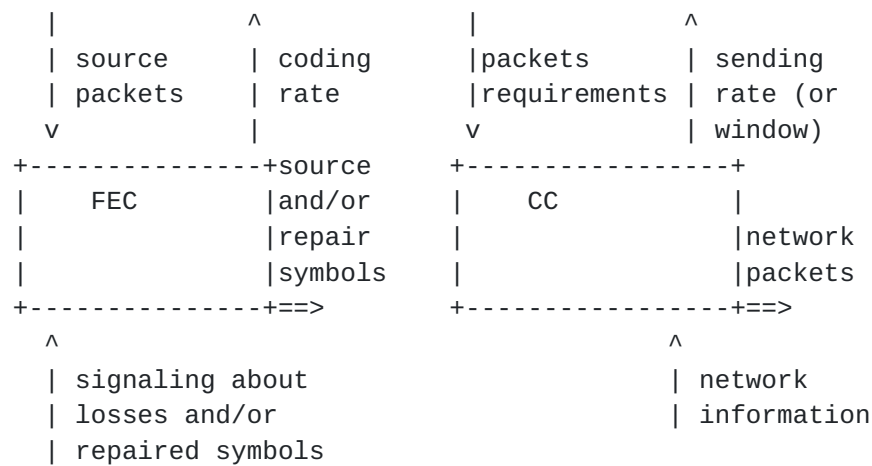 |             ^              |              ^
| source      | coding       |packets       | sending
| packets     | rate         |requirements  | rate (or
v             |              v              | window)
+---------------+source     +-----------------+
|     FEC       |and/or     |     CC          |
|               |repair     |                 |network
|               |symbols    |                 |packets
+---------------+==>        +-----------------+==>
^                                         ^
| signaling about                         | network
| losses and/or                           | information
| repaired symbols